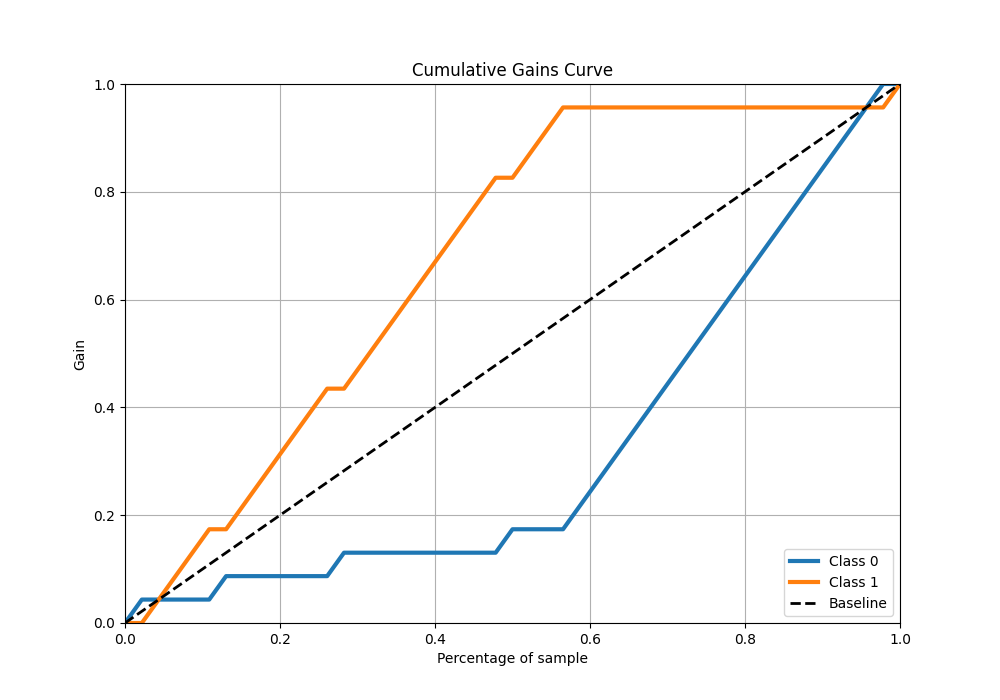 Cumulative Gains Curve
1.0
0.8
0.6
0.4
0.2
0.0
Gain
0.0 0.2 0.4 0.6 0.8 1.0
Percentage of sample
Class 0
Class 1
Baseline